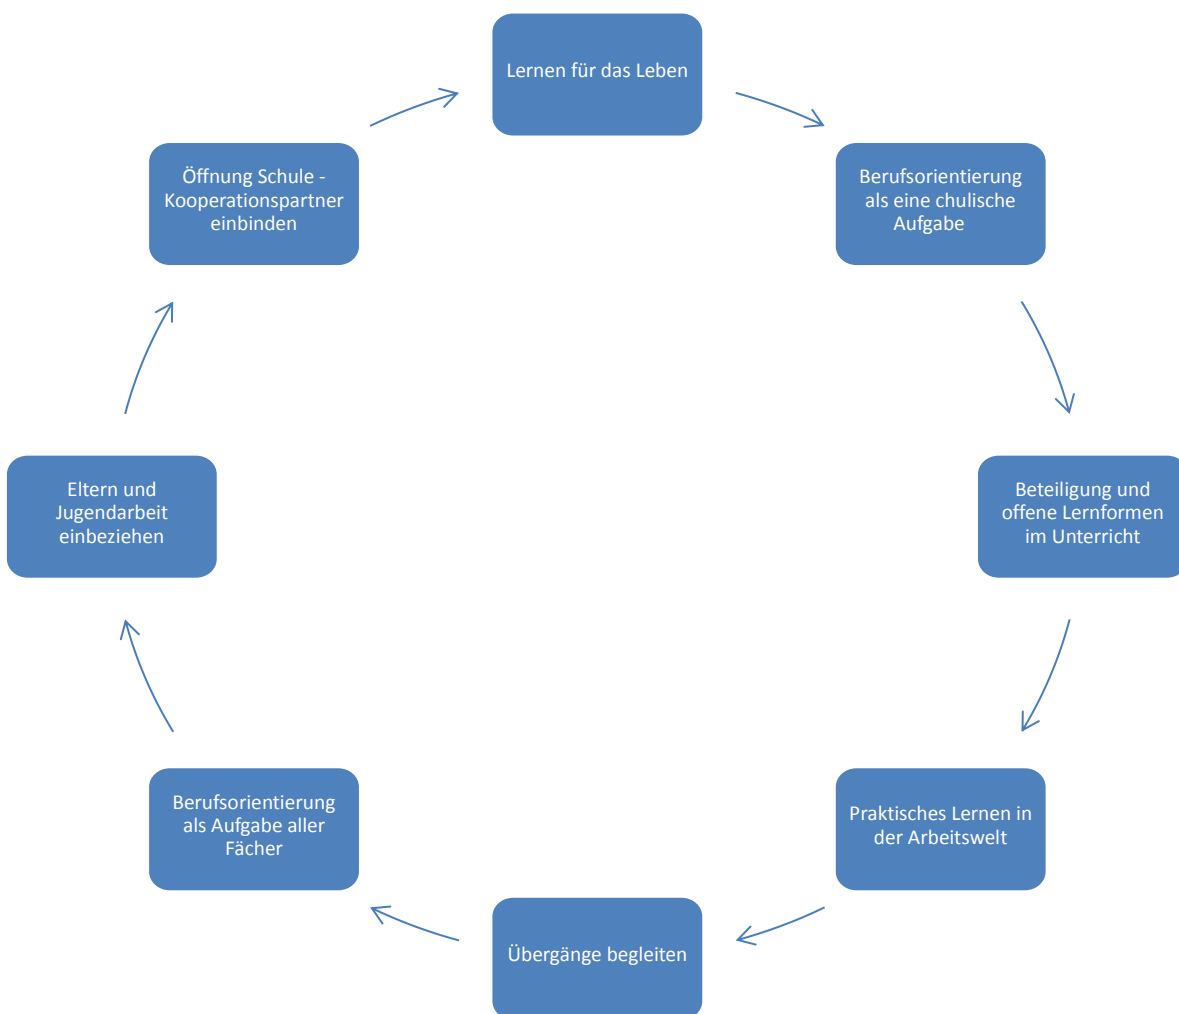 Lernen für das Leben
Berufsorientierung
als eine chulische
Aufgabe
Beteiligung und
offene Lernformen
im Unterricht
Praktisches Lernen in
der Arbeitswelt
Übergänge begleiten
Berufsorientierung
als Aufgabe aller
Fächer
Eltern und
Jugendarbeit
einbeziehen
Öffnung Schule -
Kooperationspartner
einbinden